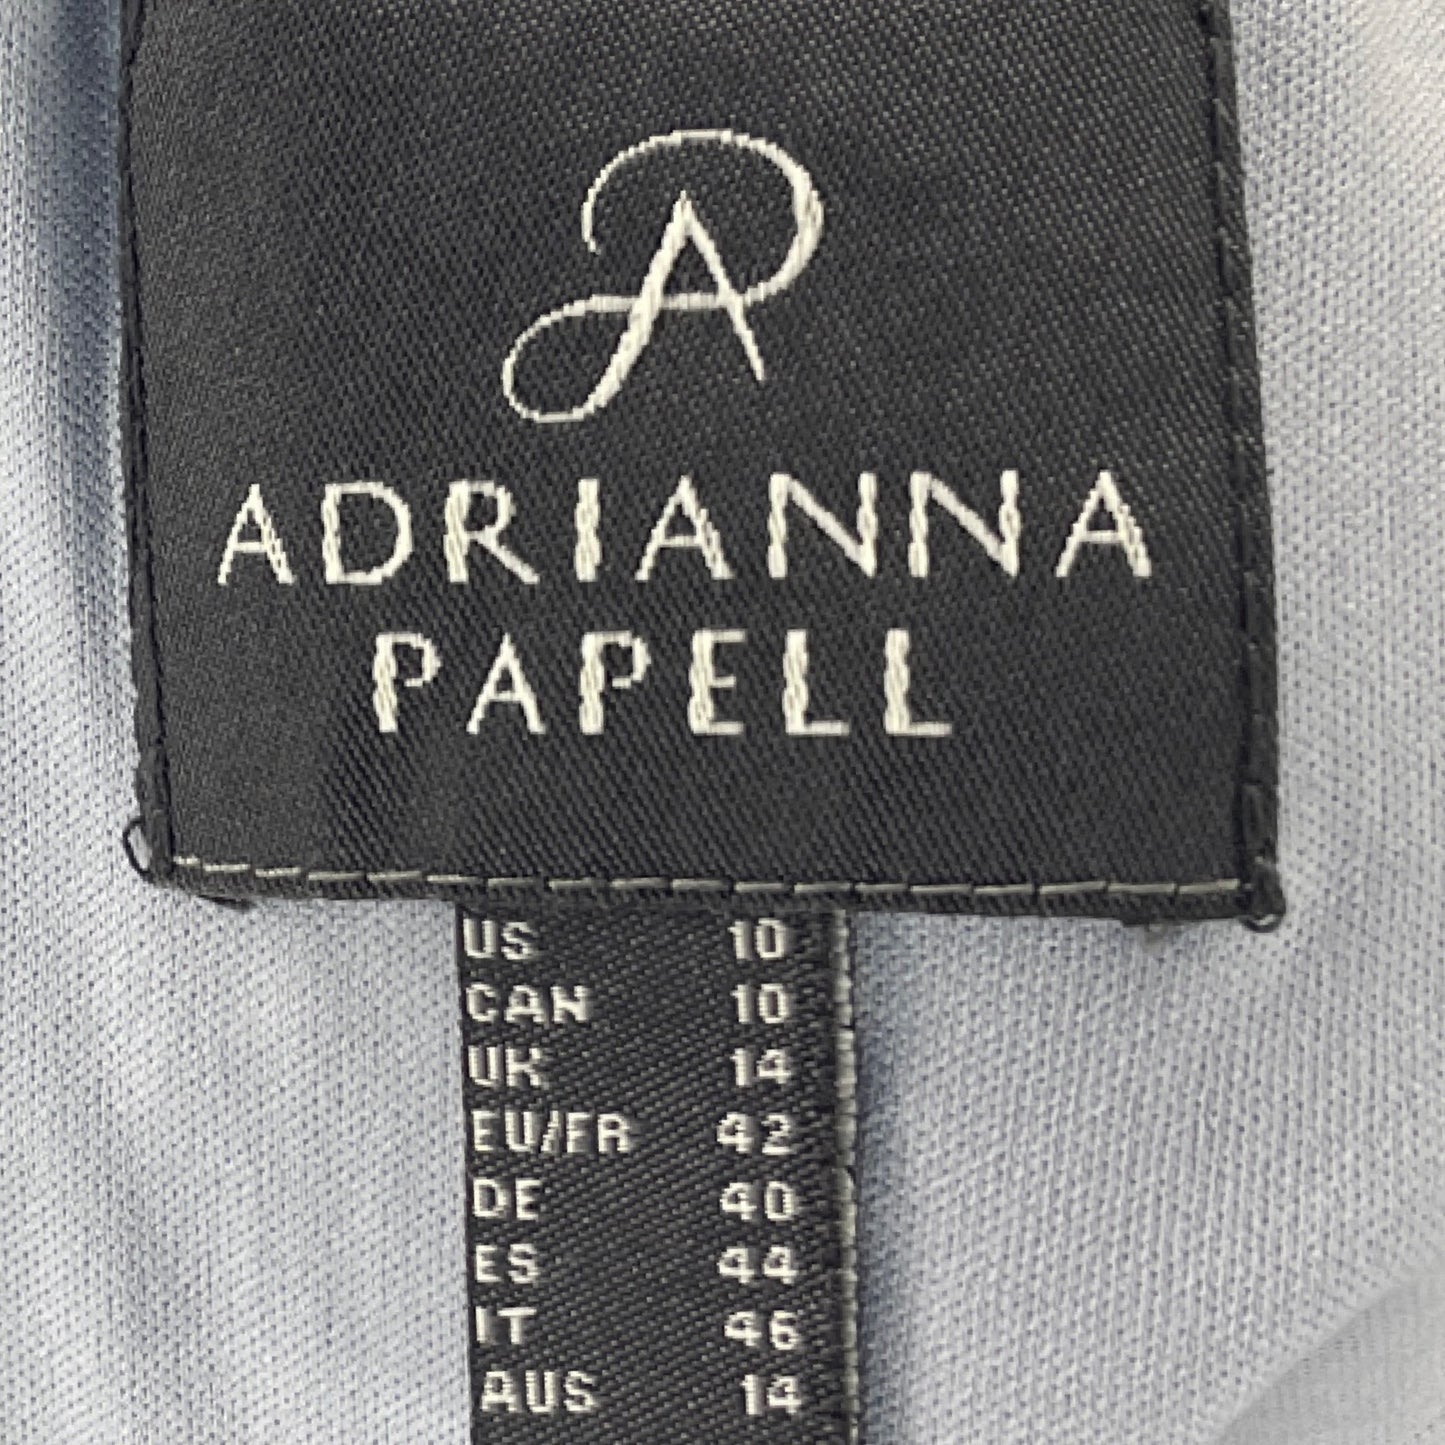 AP
ADRIANNA
PAPELL
US 10
CAN 10
UK 14
EU/FR 42
DE 40
ES 44
IT 46
AUS 14